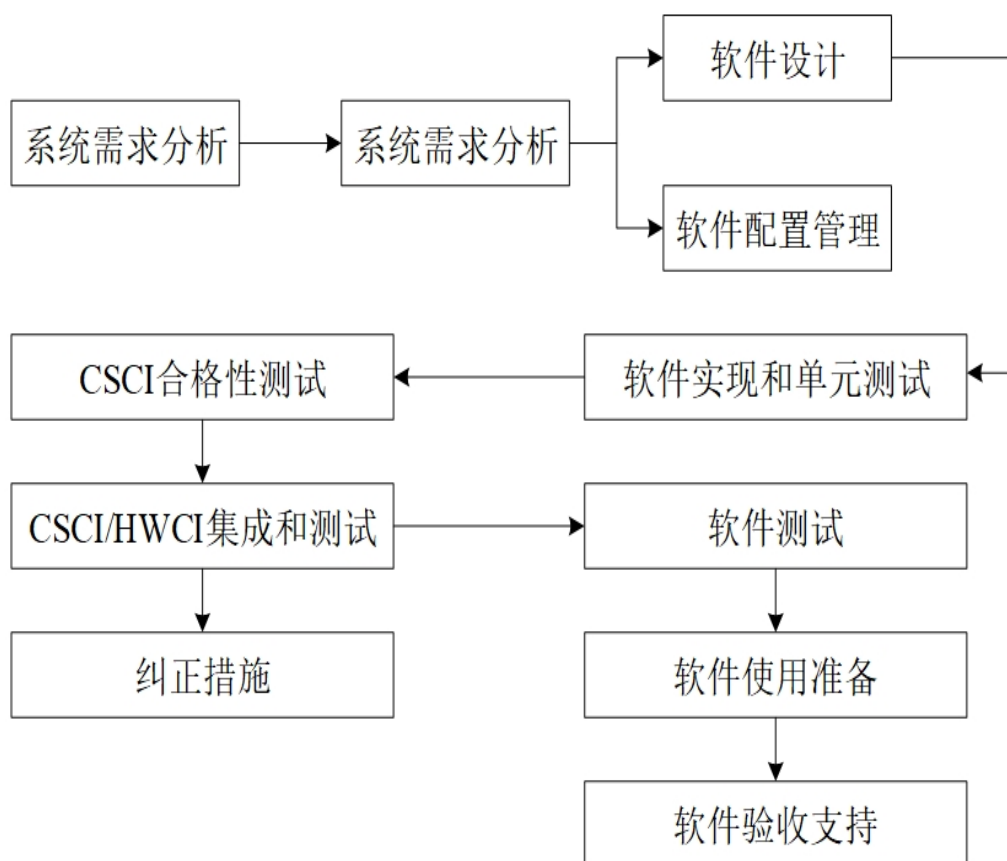 软件设计
系统需求分析
系统需求分析
软件配置管理
CSCI合格性测试
软件实现和单元测试
CSCI/HWCI集成和测试
软件测试
纠正措施
软件使用准备
软件验收支持